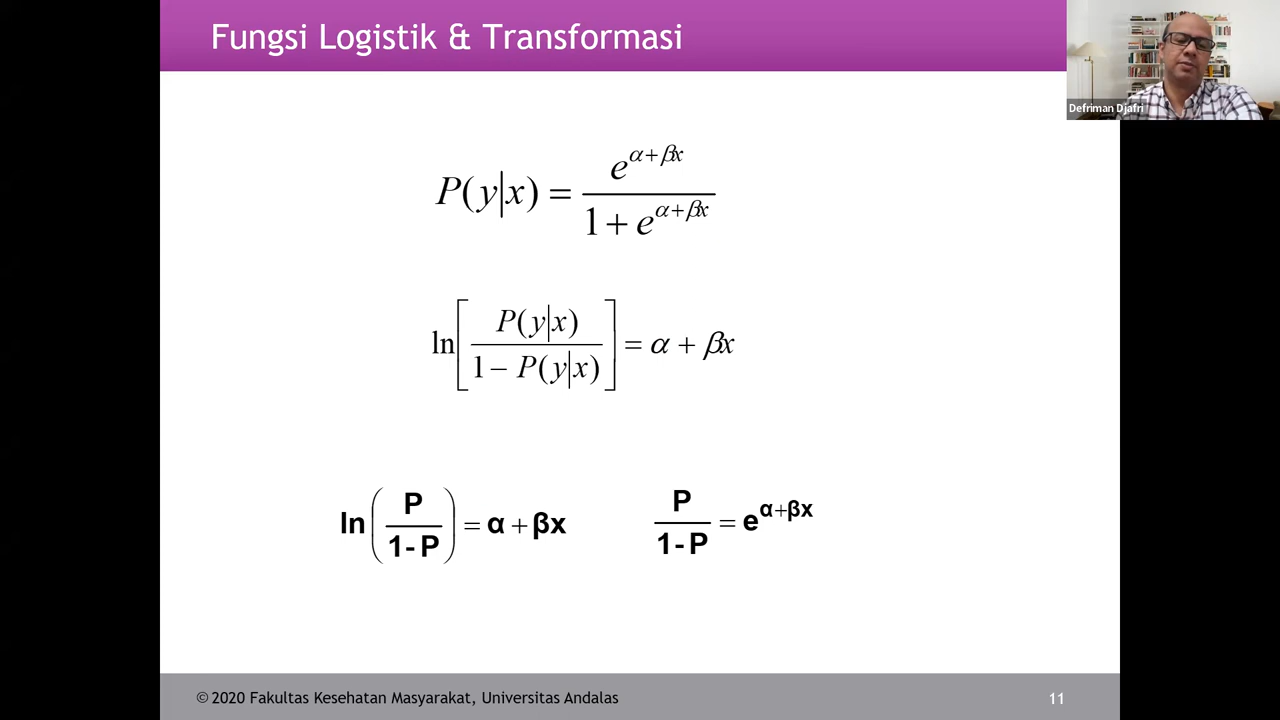 Fungsi Logistik & Transformasi
Defriman Djafri
P(y|x) = e^{α+βx} / (1 + e^{α+βx})
ln[P(y|x) / (1 − P(y|x))] = α + βx
ln(P / (1-P)) = α + βx
P / (1-P) = e^{α+βx}
© 2020 Fakultas Kesehatan Masyarakat, Universitas Andalas
11